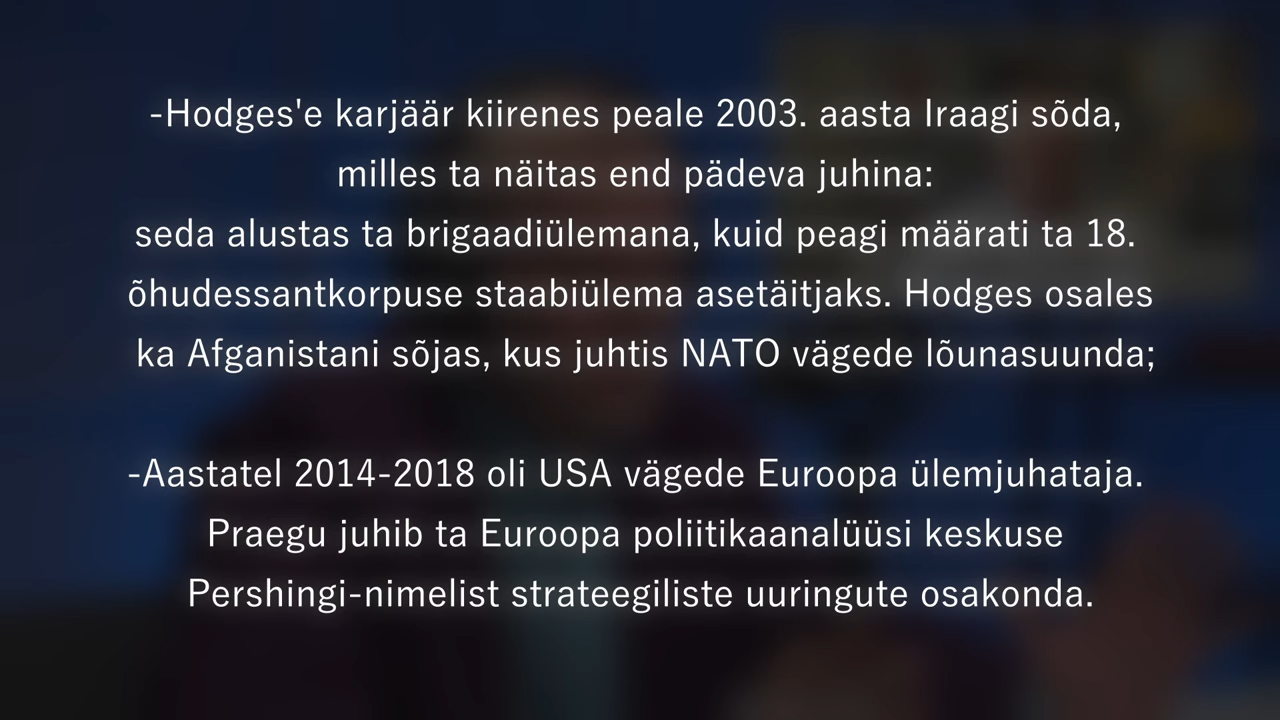 -Hodges'e karjäär kiirenes peale 2003. aasta Iraagi sõda,
milles ta näitas end pädeva juhina:
seda alustas ta brigaadiülemana, kuid peagi määrati ta 18.
õhudessantkorpuse staabiülema asetäitjaks. Hodges osales
ka Afganistani sõjas, kus juhtis NATO vägede lõunasuunda;
-Aastatel 2014-2018 oli USA vägede Euroopa ülemjuhataja.
Praegu juhib ta Euroopa poliitikaanalüüsi keskuse
Pershingi-nimelist strateegiliste uuringute osakonda.